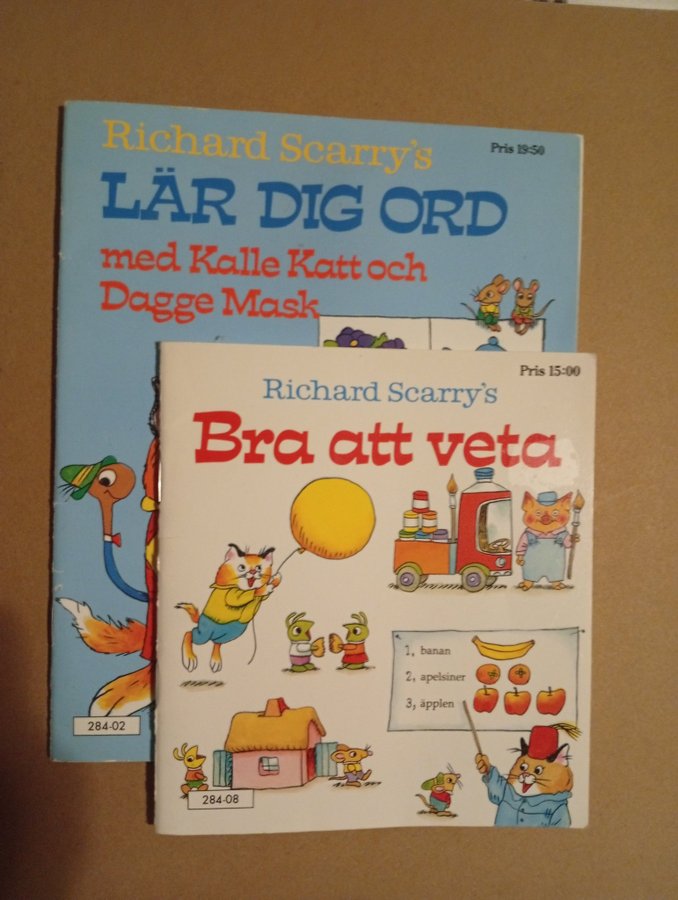 Richard Scarry's
Pris 19:50
LÄR DIG ORD
med Kalle Katt och
Dagge Mask
284-02
Pris 15:00
Richard Scarry's
Bra att veta
1, banan
2, apelsiner
3, äpplen
284-08